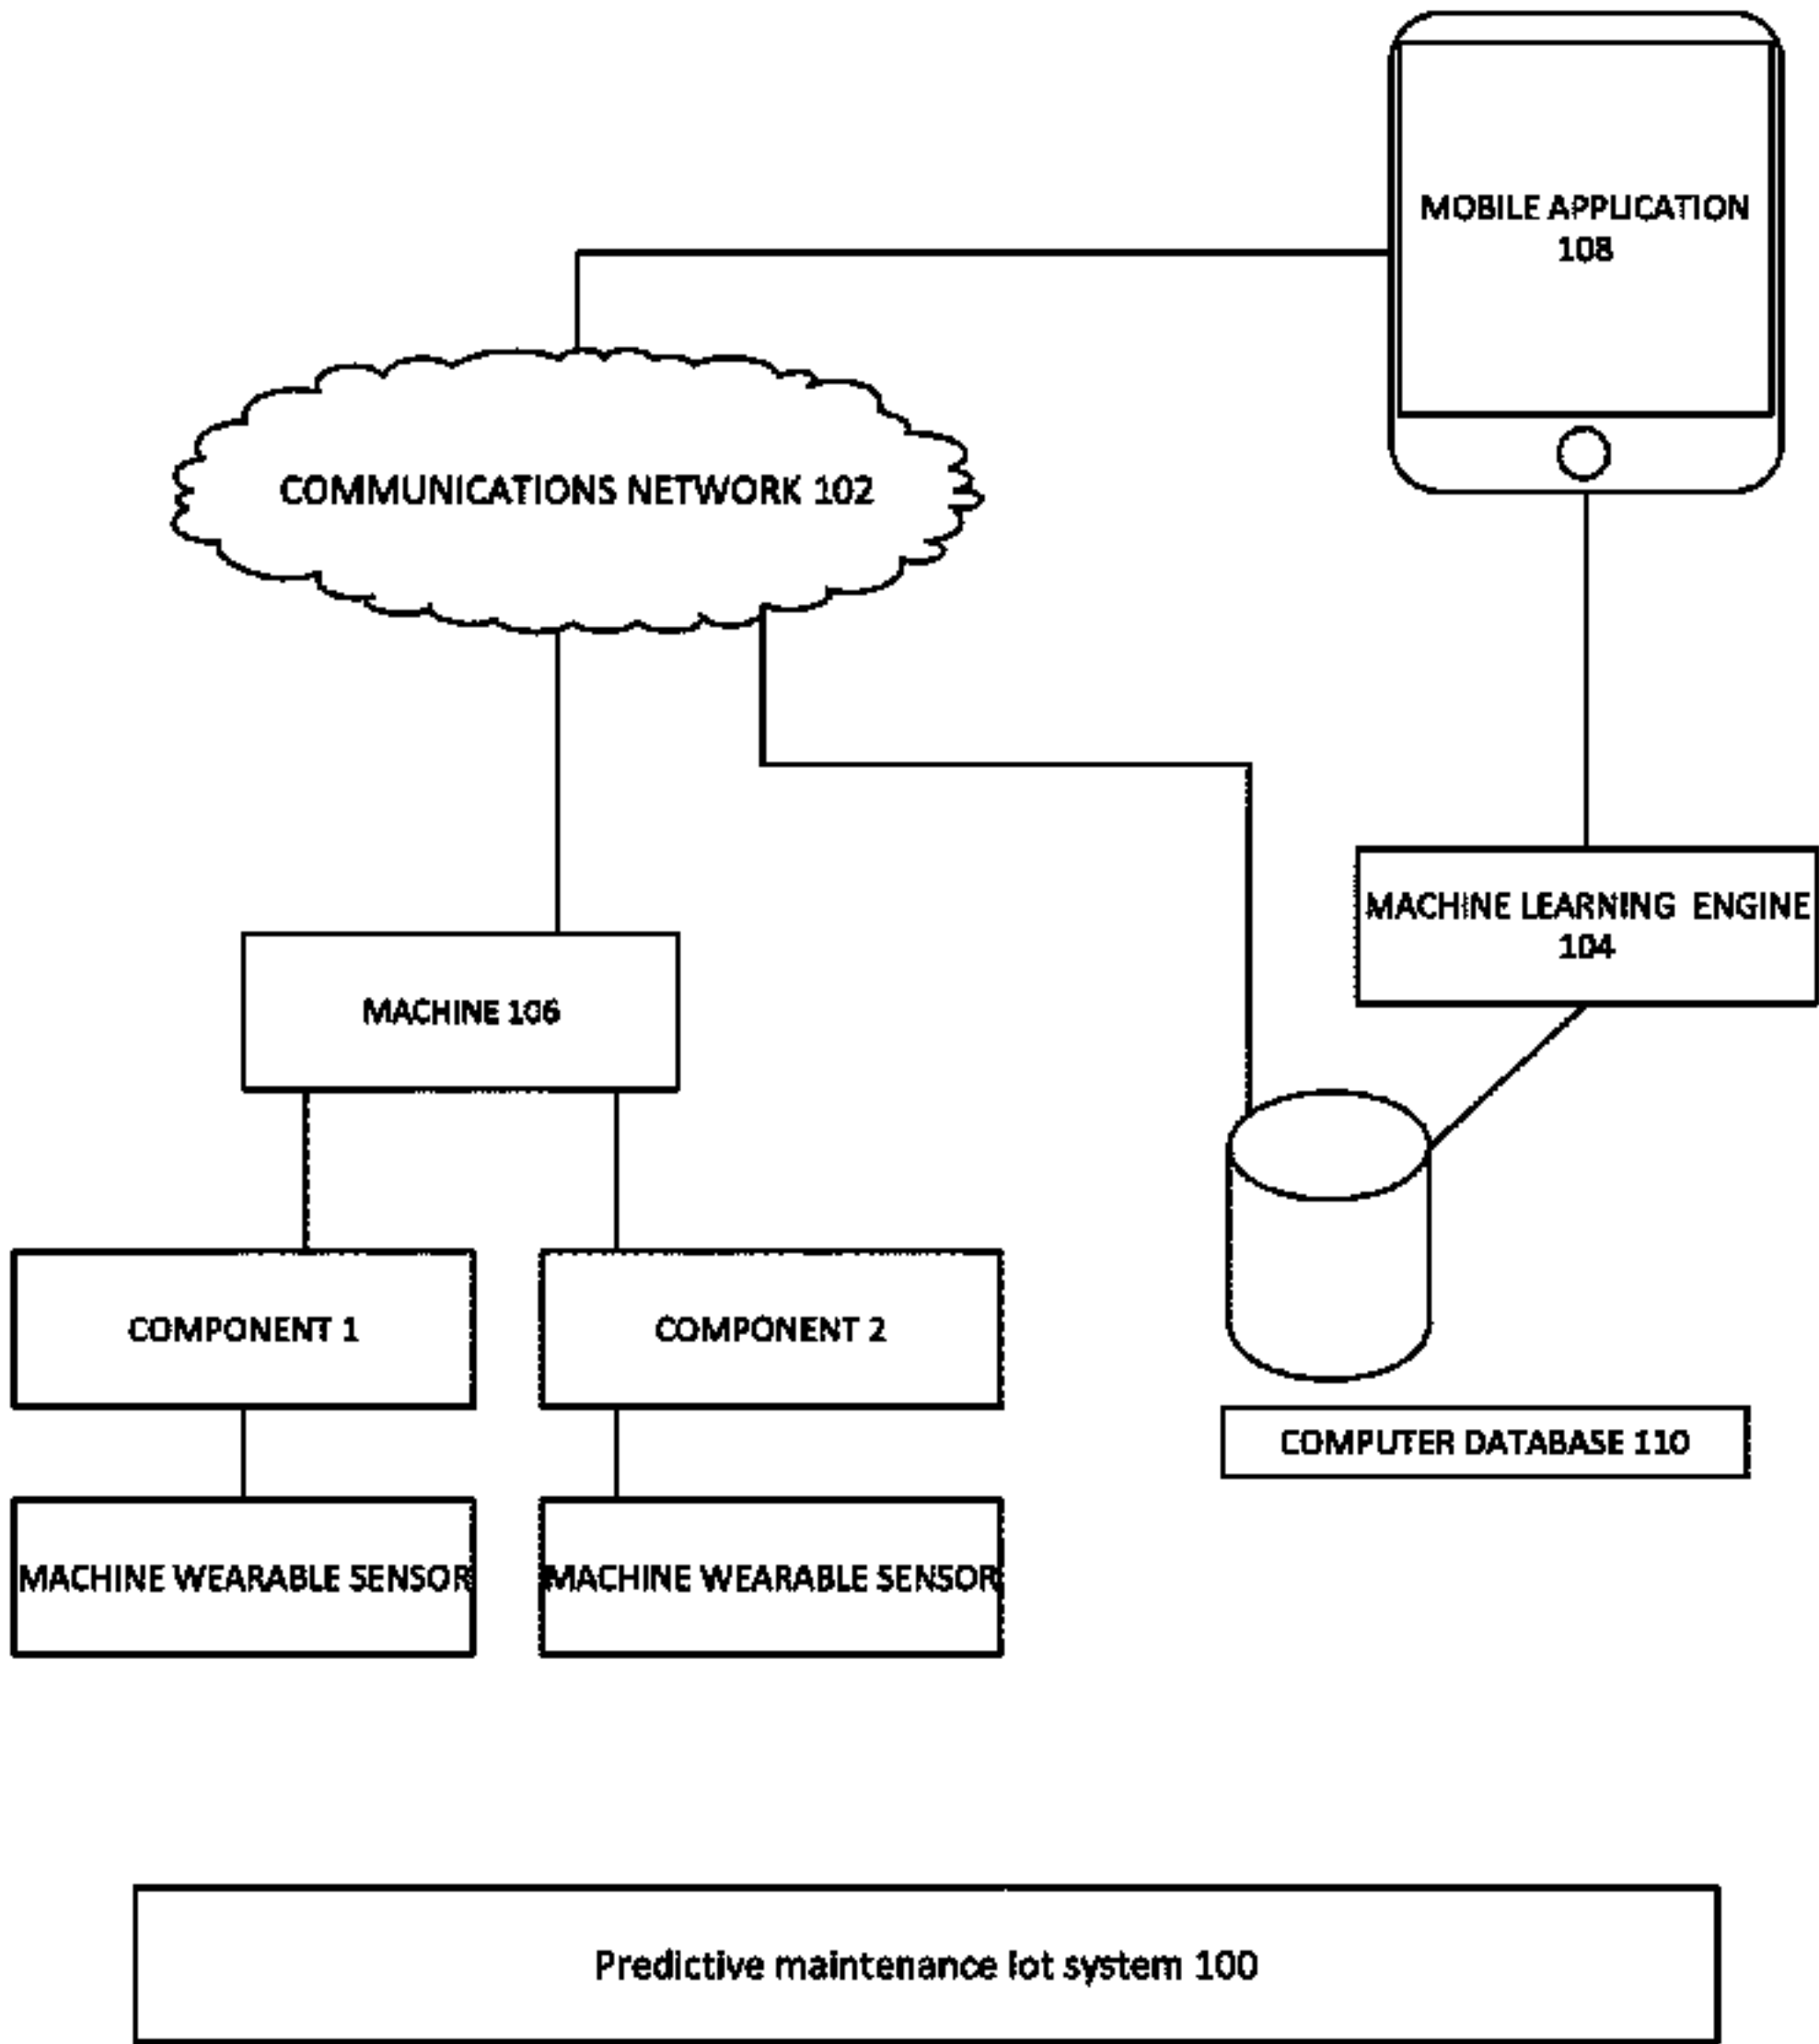 MOBILE APPLICATION
108
COMMUNICATIONS NETWORK 102
MACHINE LEARNING ENGINE
104
MACHINE 106
COMPONENT 1
COMPONENT 2
COMPUTER DATABASE 110
MACHINE WEARABLE SENSOR
MACHINE WEARABLE SENSOR
Predictive maintenance Iot system 100